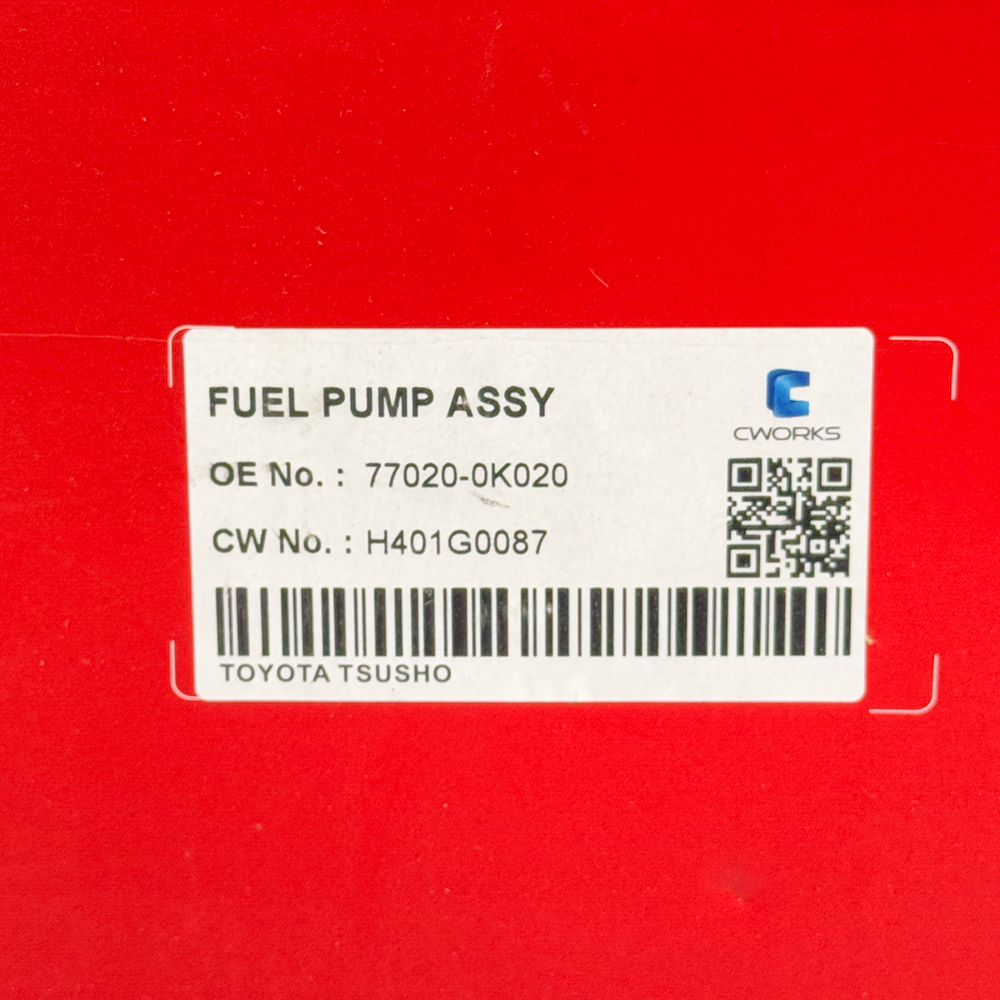 FUEL PUMP ASSY
CWORKS
OE No. : 77020-0K020
CW No. : H401G0087
TOYOTA TSUSHO